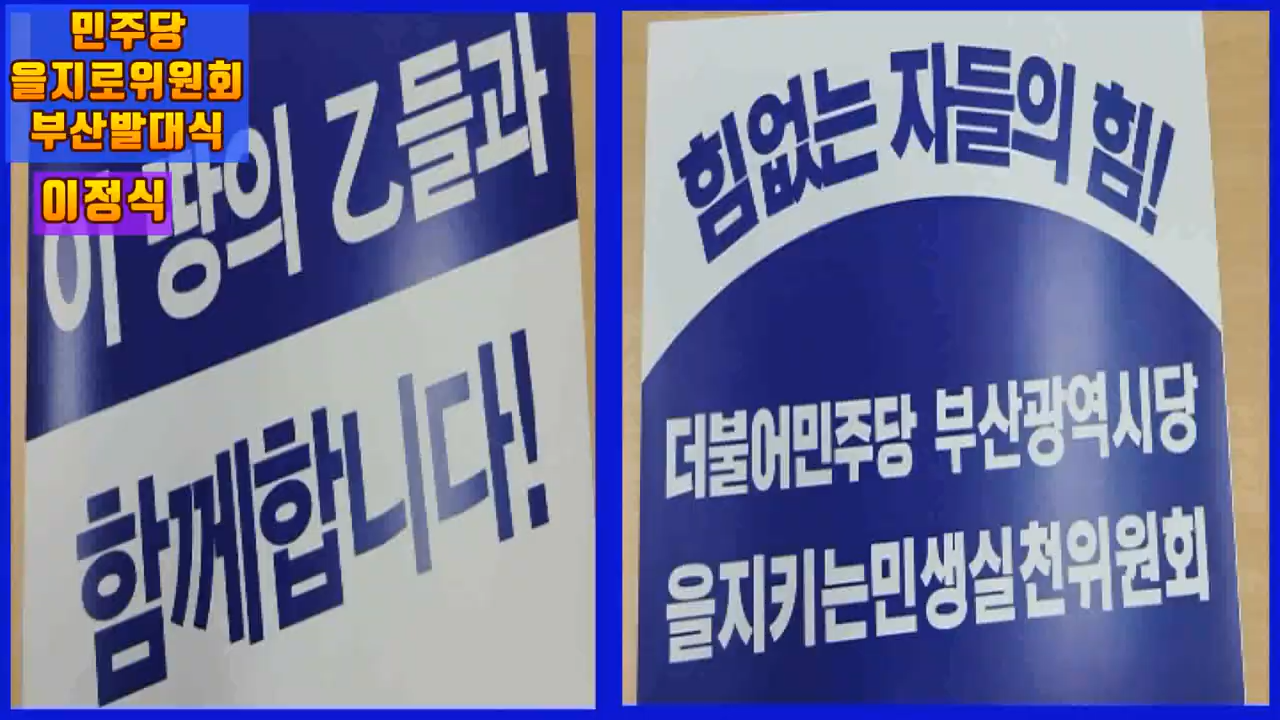 민주당
을지로위원회
부산발대식
이정식
이 땅의 乙들과
함께합니다!
힘없는 자들의 힘!
더불어민주당 부산광역시당
을지키는민생실천위원회